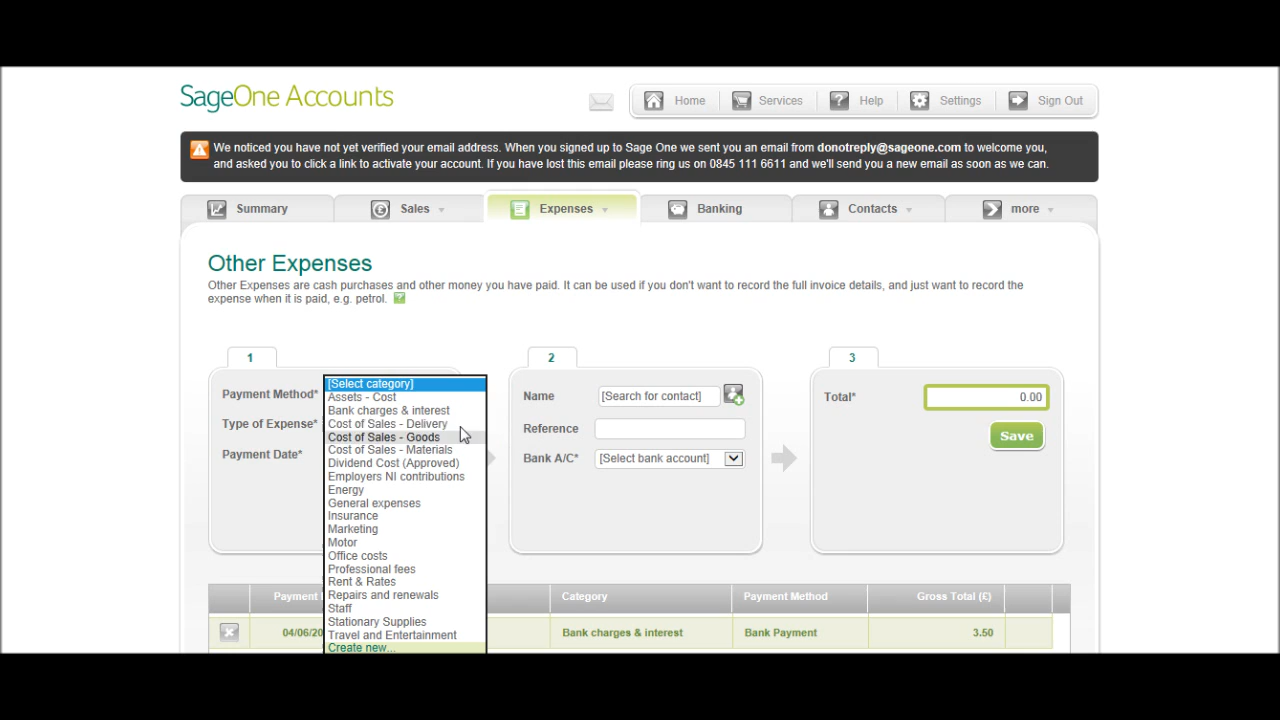 SageOne Accounts
Home
Services
Help
Settings
Sign Out
We noticed you have not yet verified your email address. When you signed up to Sage One we sent you an email from donotreply@sageone.com to welcome you,
and asked you to click a link to activate your account. If you have lost this email please ring us on 0845 111 6611 and we'll send you a new email as soon as we can.
Summary
Sales
Expenses
Banking
Contacts
more
Other Expenses
Other Expenses are cash purchases and other money you have paid. It can be used if you don't want to record the full invoice details, and just want to record the
expense when it is paid, e.g. petrol.
1
Payment Method*
Type of Expense*
Payment Date*
[Select category]
Assets - Cost
Bank charges & interest
Cost of Sales - Delivery
Cost of Sales - Goods
Cost of Sales - Materials
Dividend Cost (Approved)
Employers NI contributions
Energy
General expenses
Insurance
Marketing
Motor
Office costs
Professional fees
Rent & Rates
Repairs and renewals
Staff
Stationary Supplies
Travel and Entertainment
Create new...
2
Name
[Search for contact]
Reference
Bank A/C*
[Select bank account]
3
Total*
0.00
Save
Payment
Category
Payment Method
Gross Total (£)
04/06/20
Bank charges & interest
Bank Payment
3.50